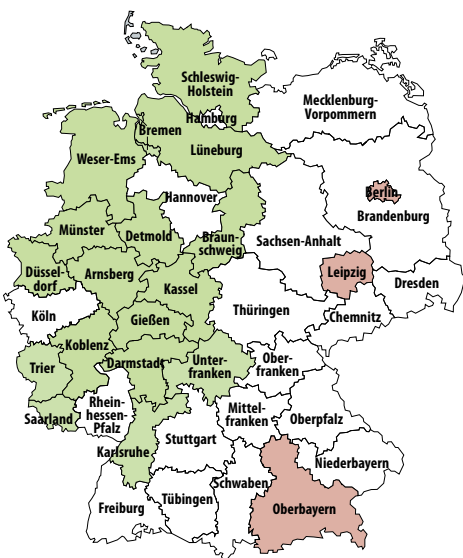 Schleswig-
Holstein
Mecklenburg-
Vorpommern
Hamburg
Bremen
Lüneburg
Weser-Ems
Berlin
Hannover
Brandenburg
Münster
Detmold
Braun-
schweig
Sachsen-Anhalt
Düssel-
dorf
Arnsberg
Kassel
Leipzig
Dresden
Köln
Gießen
Thüringen
Chemnitz
Koblenz
Trier
Darmstadt
Unter-
franken
Ober-
franken
Saarland
Rhein-
hessen-
Pfalz
Mittel-
franken
Oberpfalz
Karlsruhe
Stuttgart
Niederbayern
Schwaben
Freiburg
Tübingen
Oberbayern